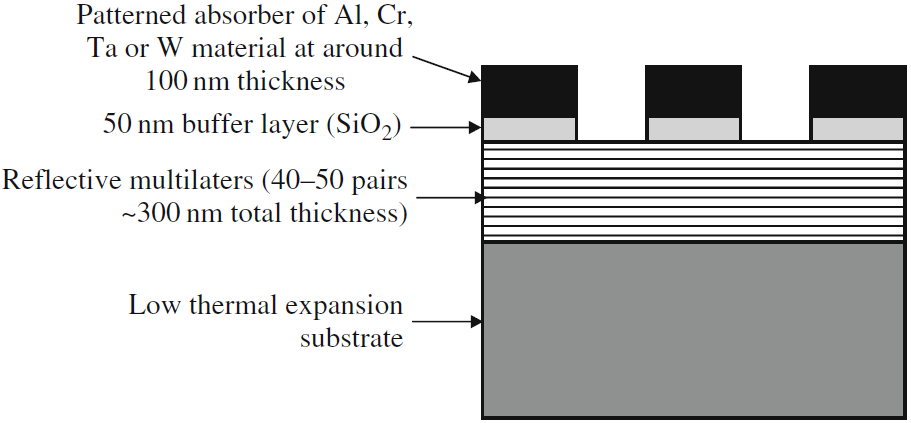 Patterned absorber of Al, Cr,
Ta or W material at around
100 nm thickness
50 nm buffer layer (SiO₂)
Reflective multilaters (40–50 pairs
~300 nm total thickness)
Low thermal expansion
substrate